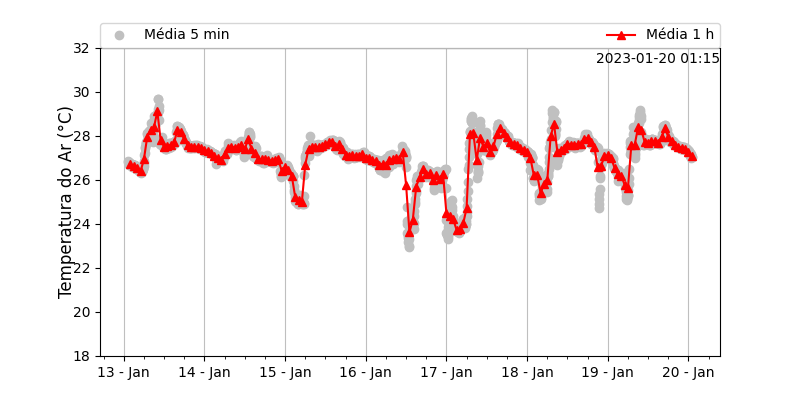 Média 5 min
Média 1 h
2023-01-20 01:15
Temperatura do Ar (°C)
32
30
28
26
24
22
20
18
13 - Jan
14 - Jan
15 - Jan
16 - Jan
17 - Jan
18 - Jan
19 - Jan
20 - Jan